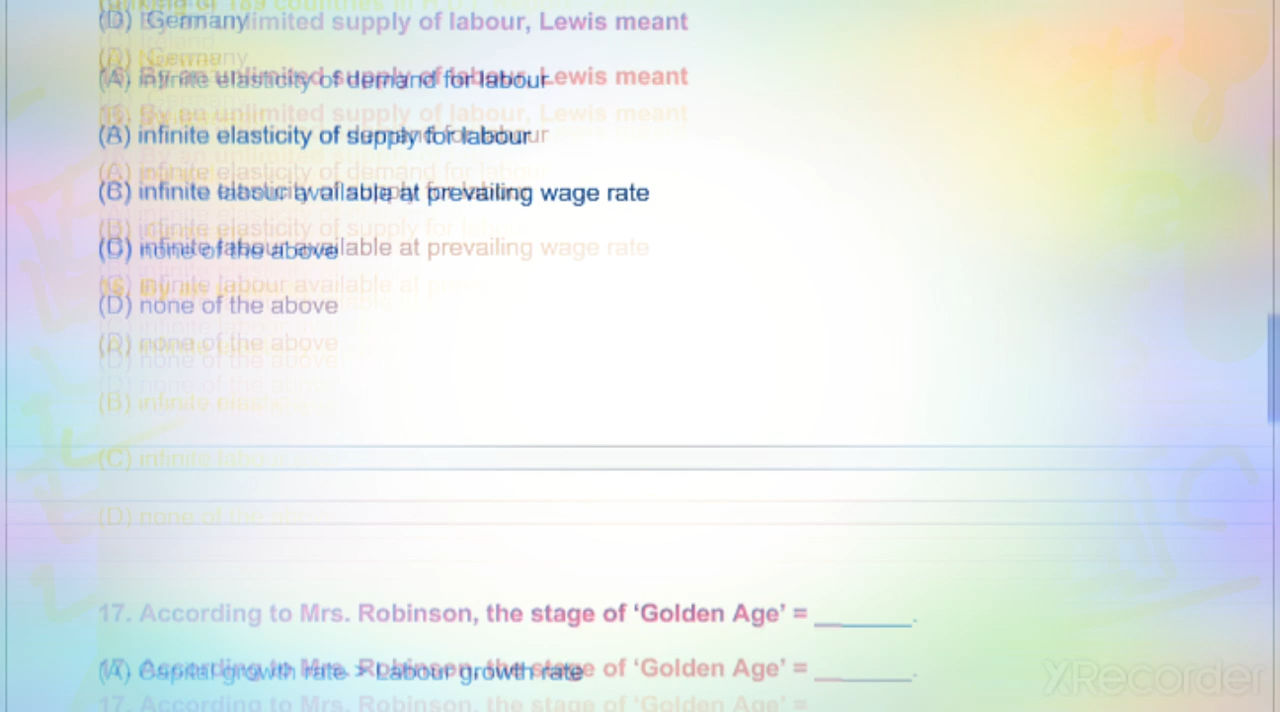 (D) Germany
16. By an unlimited supply of labour, Lewis meant
(A) infinite elasticity of demand for labour
(B) infinite elasticity of supply for labour
(C) infinite labour available at prevailing wage rate
(D) none of the above
17. According to Mrs. Robinson, the stage of ‘Golden Age’ = _______.
(A) Capital growth rate > Labour growth rate
XRecorder